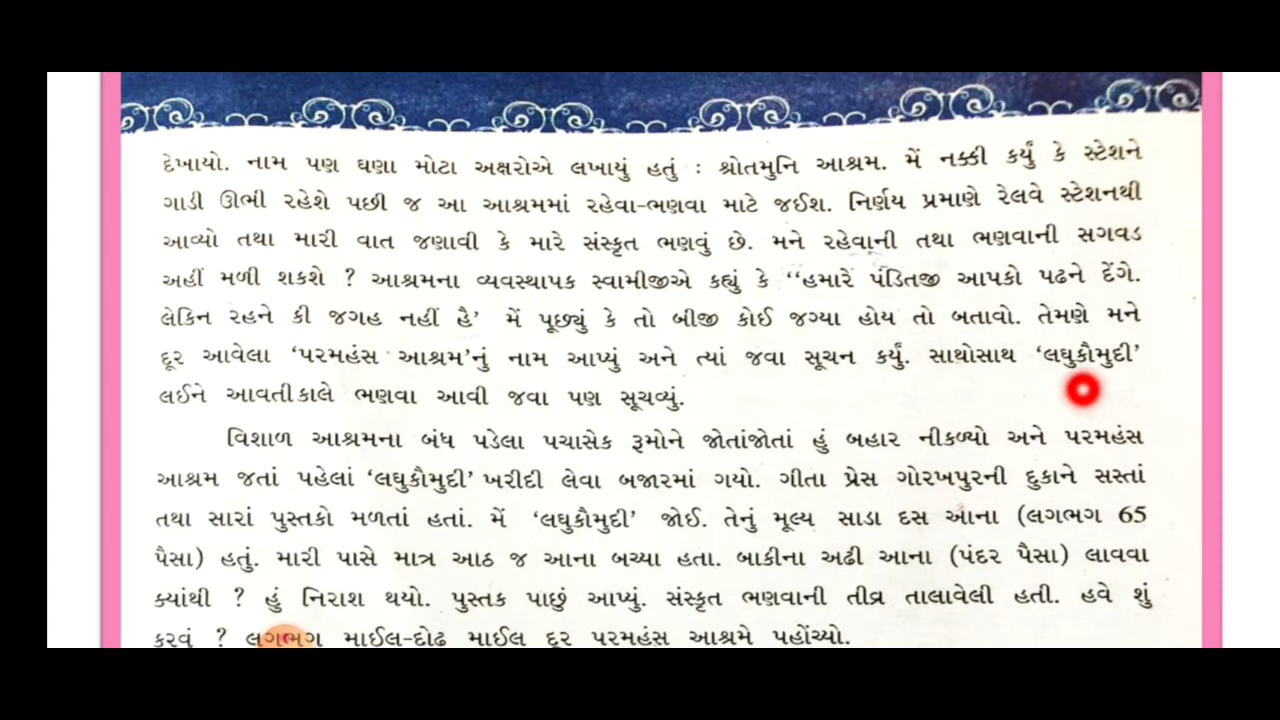 દેખાયો. નામ પણ ઘણા મોટા અક્ષરોએ લખાયું હતું : શ્રોતમુનિ આશ્રમ. મેં નક્કી કર્યું કે સ્ટેશને
ગાડી ઊભી રહેશે પછી જ આ આશ્રમમાં રહેવા-ભણવા માટે જઈશ. નિર્ણય પ્રમાણે રેલવે સ્ટેશનથી
આવ્યો તથા મારી વાત જણાવી કે મારે સંસ્કૃત ભણવું છે. મને રહેવાની તથા ભણવાની સગવડ
અહીં મળી શકશે ? આશ્રમના વ્યવસ્થાપક સ્વામીજીએ કહ્યું કે “હમારે પંડિતજી આપકો પઢને દેંગે.
લેકિન રહને કી જગહ નહીં હૈ’ મેં પૂછ્યું કે તો બીજી કોઈ જગ્યા હોય તો બતાવો. તેમણે મને
દૂર આવેલા ‘પરમહંસ આશ્રમ’નું નામ આપ્યું અને ત્યાં જવા સૂચન કર્યું. સાથોસાથ ‘લઘુકૌમુદી’
લઈને આવતીકાલે ભણવા આવી જવા પણ સૂચવ્યું.
વિશાળ આશ્રમના બંધ પડેલા પચાસેક રૂમોને જોતાંજોતાં હું બહાર નીકળ્યો અને પરમહંસ
આશ્રમ જતાં પહેલાં ‘લઘુકૌમુદી’ ખરીદી લેવા બજારમાં ગયો. ગીતા પ્રેસ ગોરખપુરની દુકાને સસ્તાં
તથા સારાં પુસ્તકો મળતાં હતાં. મેં ‘લઘુકૌમુદી’ જોઈ. તેનું મૂલ્ય સાડા દસ આના (લગભગ 65
પૈસા) હતું. મારી પાસે માત્ર આઠ જ આના બચ્યા હતા. બાકીના અઢી આના (પંદર પૈસા) લાવવા
ક્યાંથી ? હું નિરાશ થયો. પુસ્તક પાછું આપ્યું. સંસ્કૃત ભણવાની તીવ્ર તાલાવેલી હતી. હવે શું
કરવું ? લગભગ માઈલ-દોઢ માઈલ દૂર પરમહંસ આશ્રમે પહોંચ્યો.